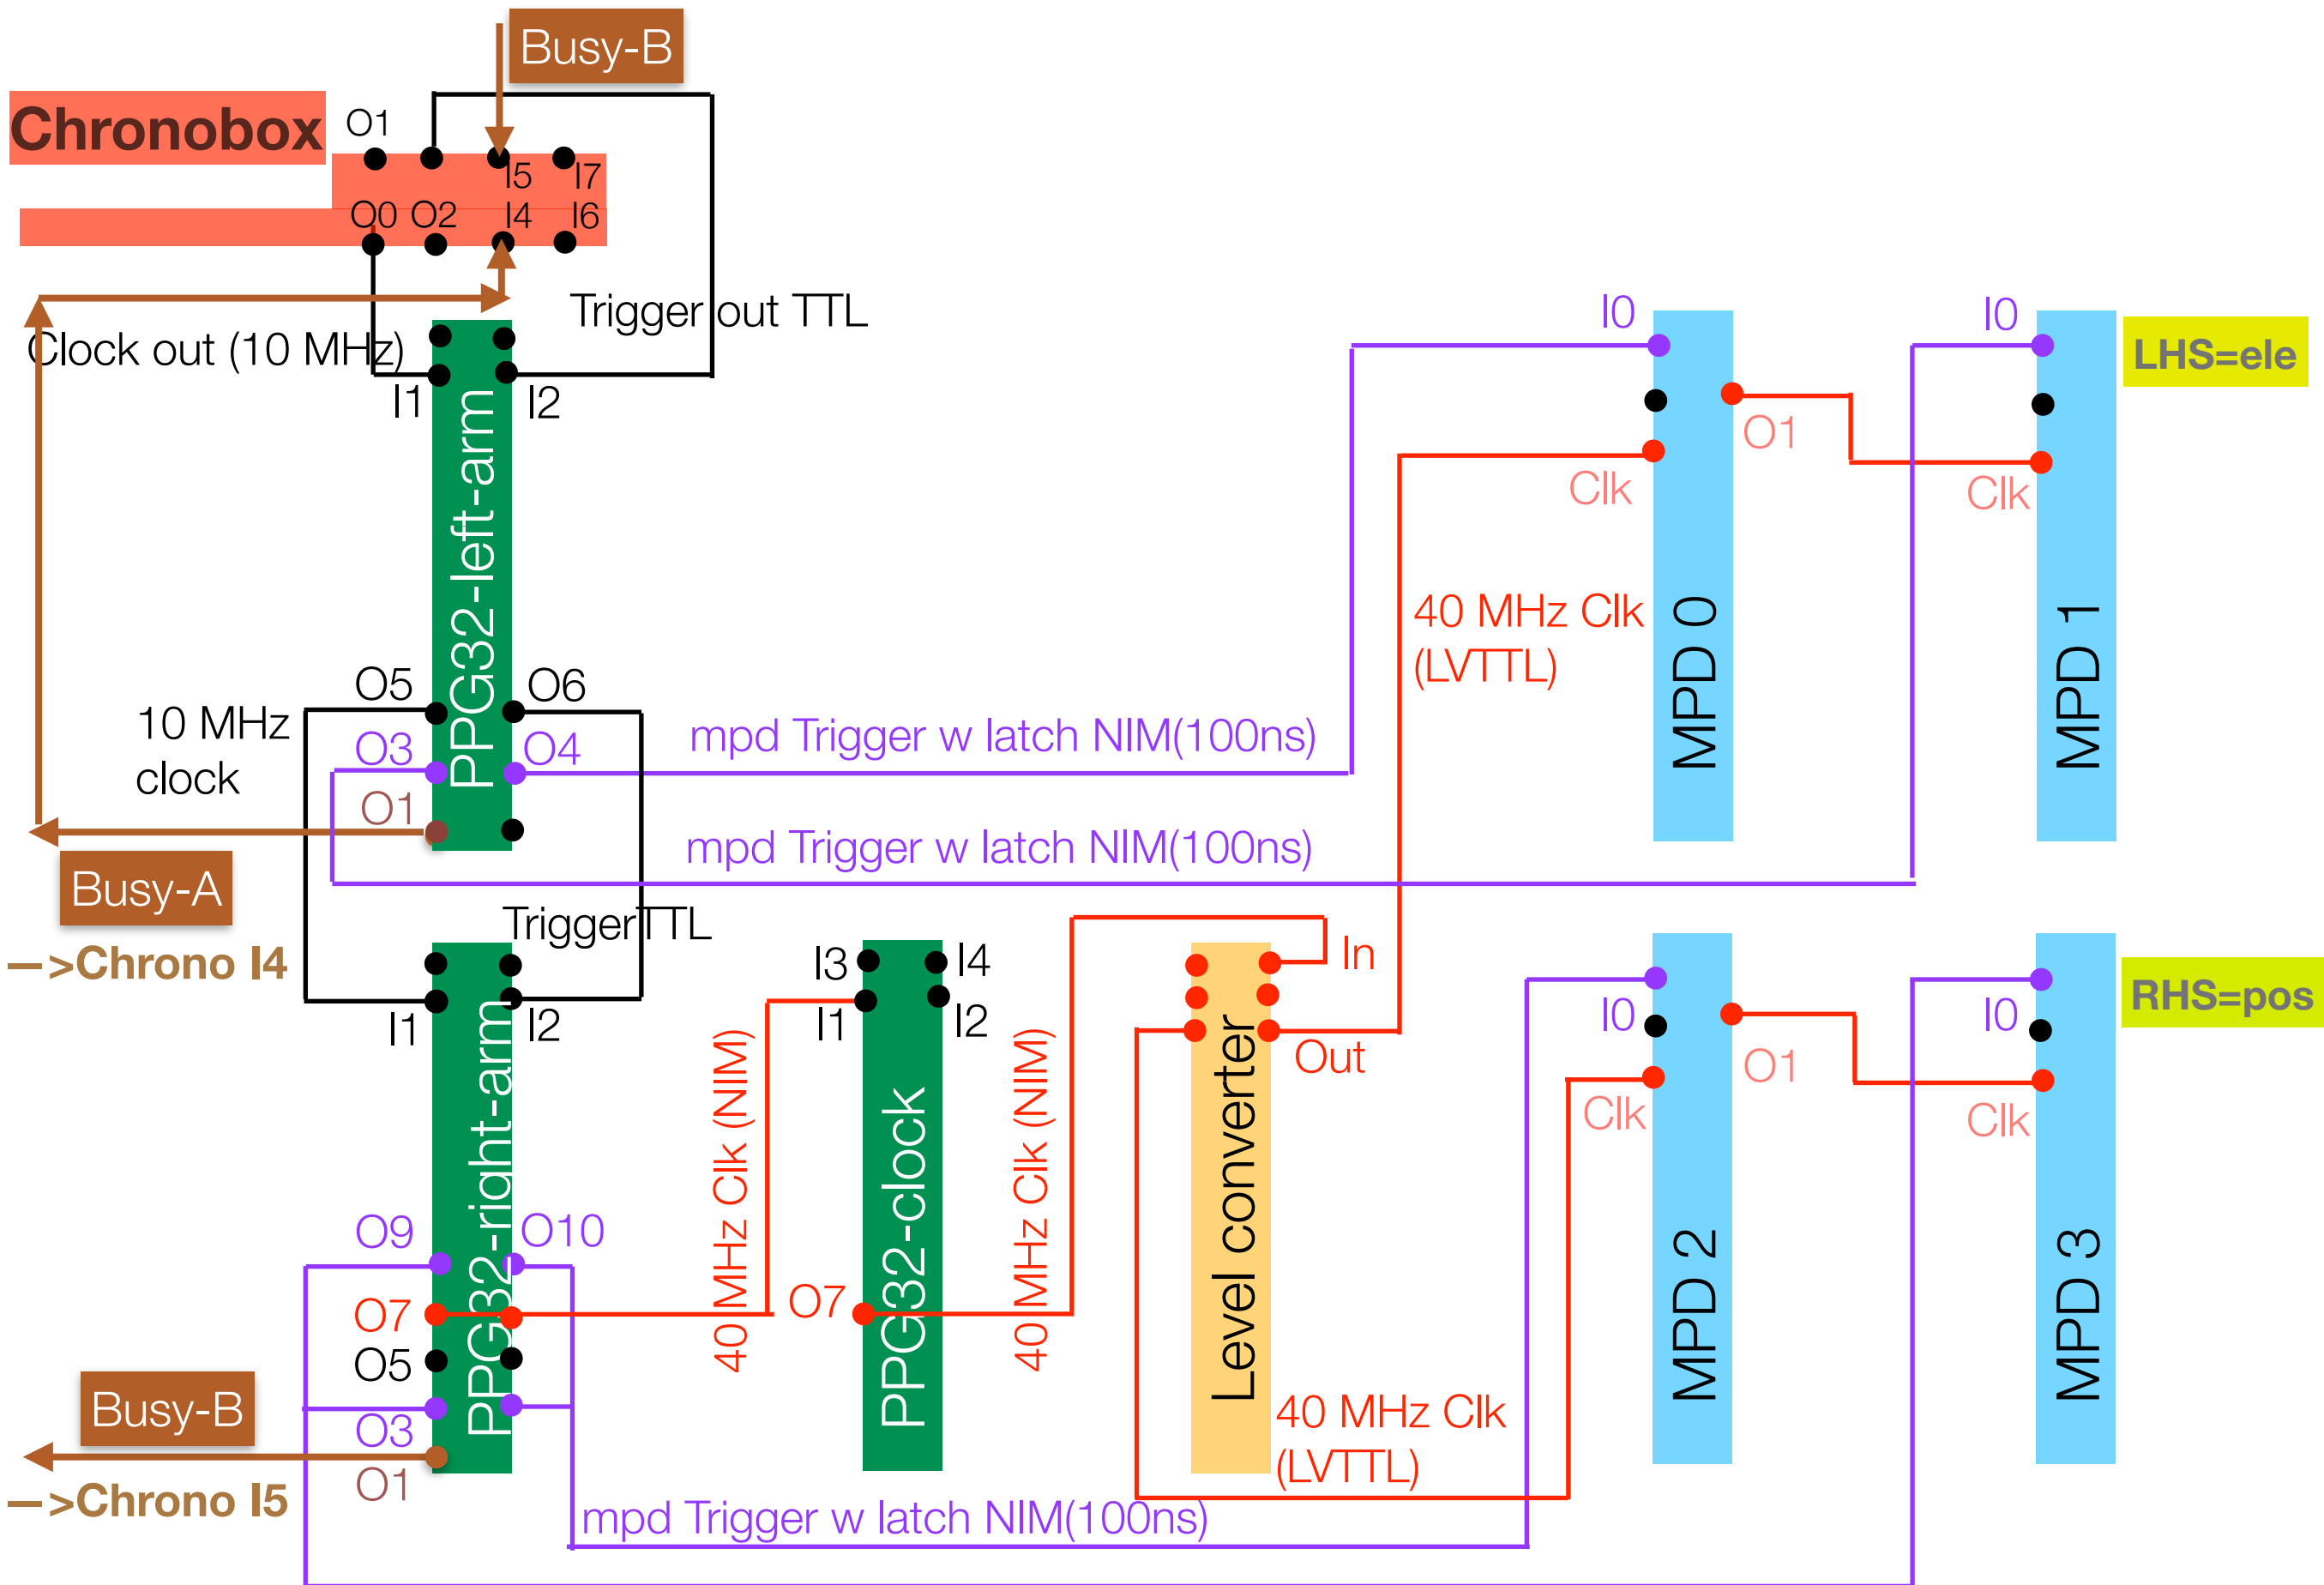 Busy-B
Chronobox
O1
I5
I7
O0
O2
I4
I6
Clock out (10 MHz)
Trigger out TTL
I1
I2
PPG32-left-arm
O5
O6
10 MHz
clock
O3
O4
O1
mpd Trigger w latch NIM(100ns)
mpd Trigger w latch NIM(100ns)
Busy-A
—>Chrono I4
TriggerTTL
I0
I0
LHS=ele
O1
Clk
Clk
40 MHz Clk
(LVTTL)
MPD 0
MPD 1
I1
I2
PPG32-right-arm
I3
I4
I1
I2
40 MHz Clk (NIM)
PPG32-clock
40 MHz Clk (NIM)
In
Out
Level converter
I0
I0
RHS=pos
O1
Clk
Clk
MPD 2
MPD 3
O9
O10
O7
O7
O5
Busy-B
O3
O1
—>Chrono I5
40 MHz Clk
(LVTTL)
mpd Trigger w latch NIM(100ns)